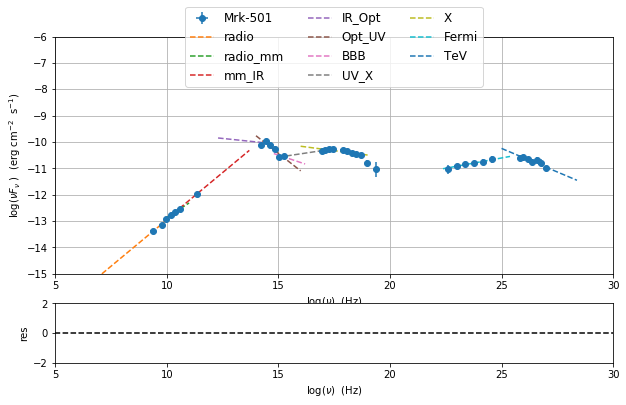 Mrk-501
radio
radio_mm
mm_IR
IR_Opt
Opt_UV
BBB
UV_X
X
Fermi
TeV
log(νF_ν ) (erg cm⁻² s⁻¹)
−6
−7
−8
−9
−10
−11
−12
−13
−14
−15
5 10 15 20 25 30
log(ν) (Hz)
res
2
0
−2
5 10 15 20 25 30
log(ν) (Hz)